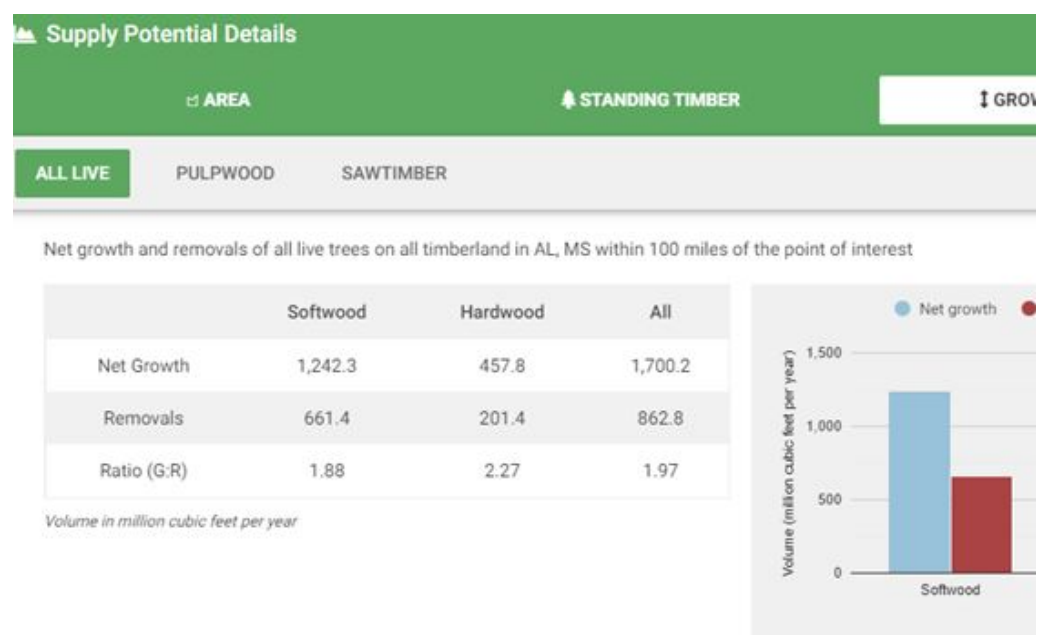 Supply Potential Details
AREA
STANDING TIMBER
GROW
ALL LIVE
PULPWOOD
SAWTIMBER
Net growth and removals of all live trees on all timberland in AL, MS within 100 miles of the point of interest
Softwood Hardwood All
Net Growth 1,242.3 457.8 1,700.2
Removals 661.4 201.4 862.8
Ratio (G:R) 1.88 2.27 1.97
Volume in million cubic feet per year
Net growth
Volume (million cubic feet per year)
1,500
1,000
500
0
Softwood